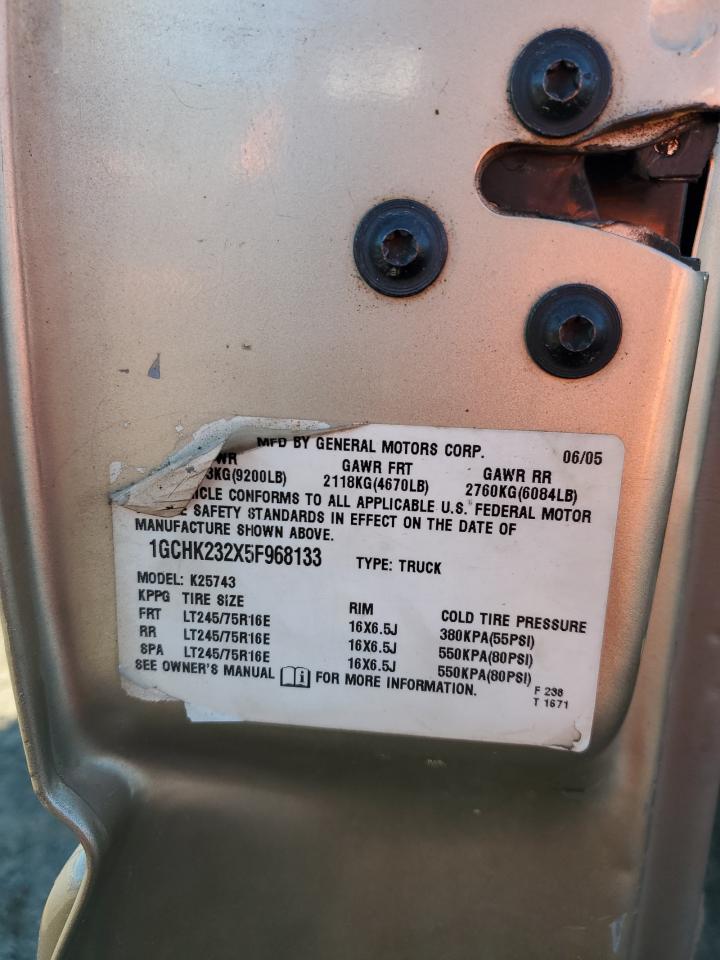 MFD BY GENERAL MOTORS CORP. 06/05
GAWR FRT GAWR RR
3KG(9200LB) 2118KG(4670LB) 2760KG(6084LB)
CONFORMS TO ALL APPLICABLE U.S. FEDERAL MOTOR
SAFETY STANDARDS IN EFFECT ON THE DATE OF
MANUFACTURE SHOWN ABOVE.
1GCHK232X5F968133 TYPE: TRUCK
MODEL: K25743
KPPG TIRE SIZE RIM COLD TIRE PRESSURE
FRT LT245/75R16E 16X6.5J 380KPA(55PSI)
RR LT245/75R16E 16X6.5J 550KPA(80PSI)
SPA LT245/75R16E 16X6.5J 550KPA(80PSI)
SEE OWNER'S MANUAL FOR MORE INFORMATION.
F 238
T 1671